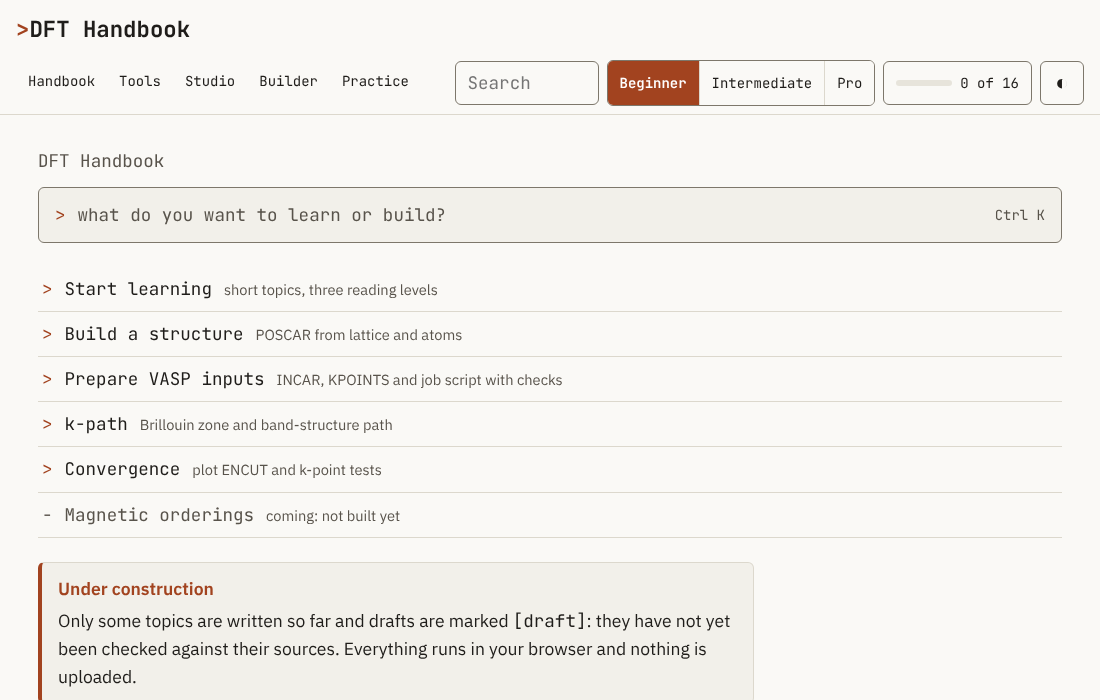 >DFT Handbook
Handbook Tools Studio Builder Practice Search Beginner Intermediate Pro 0 of 16
DFT Handbook
> what do you want to learn or build? Ctrl K
> Start learning short topics, three reading levels
> Build a structure POSCAR from lattice and atoms
> Prepare VASP inputs INCAR, KPOINTS and job script with checks
> k-path Brillouin zone and band-structure path
> Convergence plot ENCUT and k-point tests
- Magnetic orderings coming: not built yet
Under construction
Only some topics are written so far and drafts are marked [draft]: they have not yet
been checked against their sources. Everything runs in your browser and nothing is
uploaded.